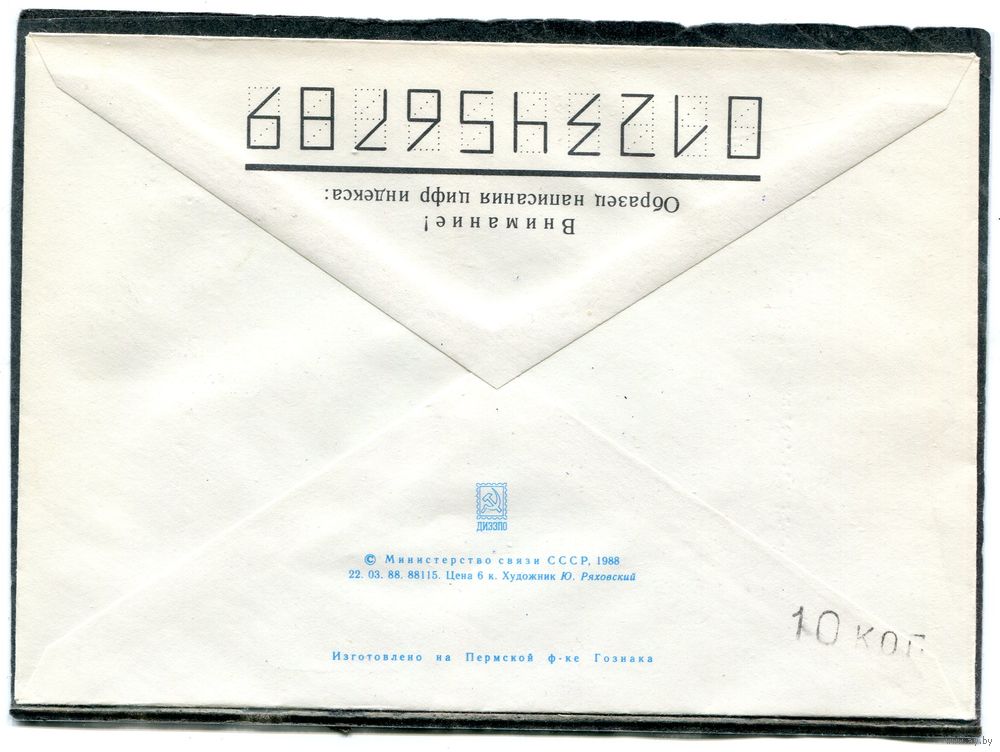 Внимание!
Образец написания цифр индекса:
0123456789
ДИЭЗПО
© Министерство связи СССР, 1988
22. 03. 88. 88115. Цена 6 к. Художник Ю. Ряховский
10 коп
Изготовлено на Пермской ф-ке Гознака